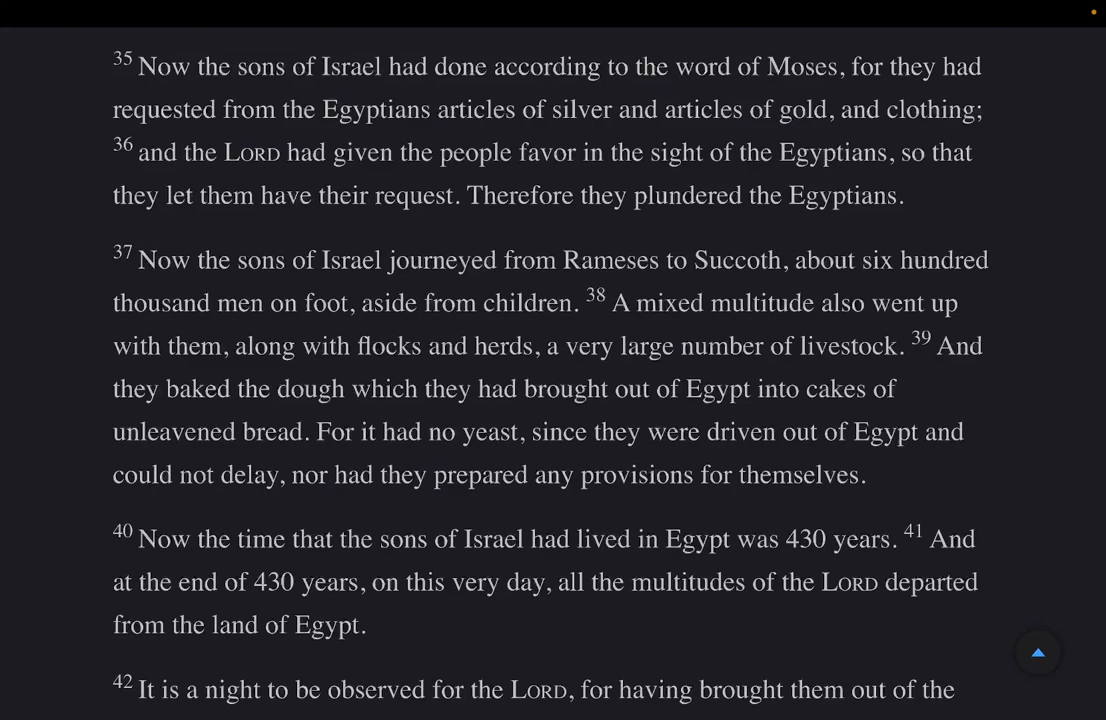 35 Now the sons of Israel had done according to the word of Moses, for they had
requested from the Egyptians articles of silver and articles of gold, and clothing;
36 and the LORD had given the people favor in the sight of the Egyptians, so that
they let them have their request. Therefore they plundered the Egyptians.
37 Now the sons of Israel journeyed from Rameses to Succoth, about six hundred
thousand men on foot, aside from children. 38 A mixed multitude also went up
with them, along with flocks and herds, a very large number of livestock. 39 And
they baked the dough which they had brought out of Egypt into cakes of
unleavened bread. For it had no yeast, since they were driven out of Egypt and
could not delay, nor had they prepared any provisions for themselves.
40 Now the time that the sons of Israel had lived in Egypt was 430 years. 41 And
at the end of 430 years, on this very day, all the multitudes of the LORD departed
from the land of Egypt.
42 It is a night to be observed for the LORD, for having brought them out of the